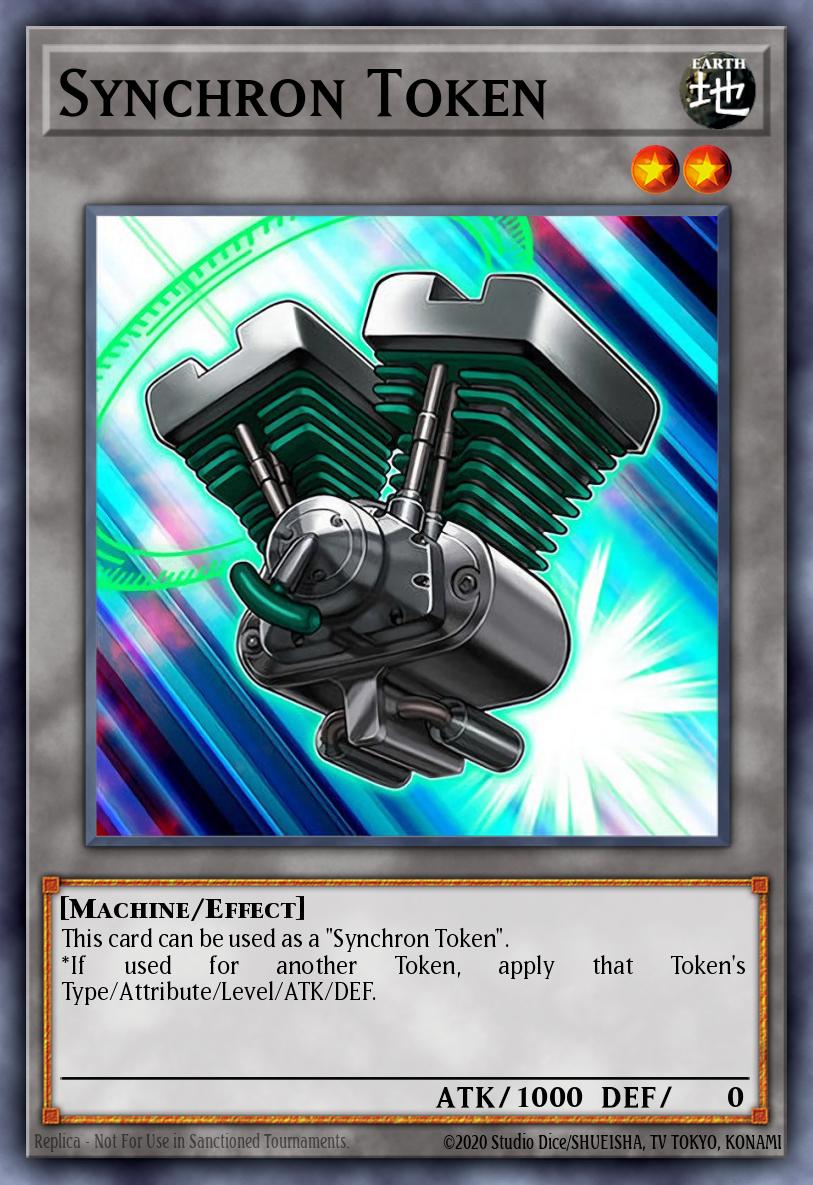 Synchron Token
EARTH
地
[Machine/Effect]
This card can be used as a "Synchron Token".
*If used for another Token, apply that Token's
Type/Attribute/Level/ATK/DEF.
ATK/1000 DEF/ 0
Replica - Not For Use in Sanctioned Tournaments.
©2020 Studio Dice/SHUEISHA, TV TOKYO, KONAMI